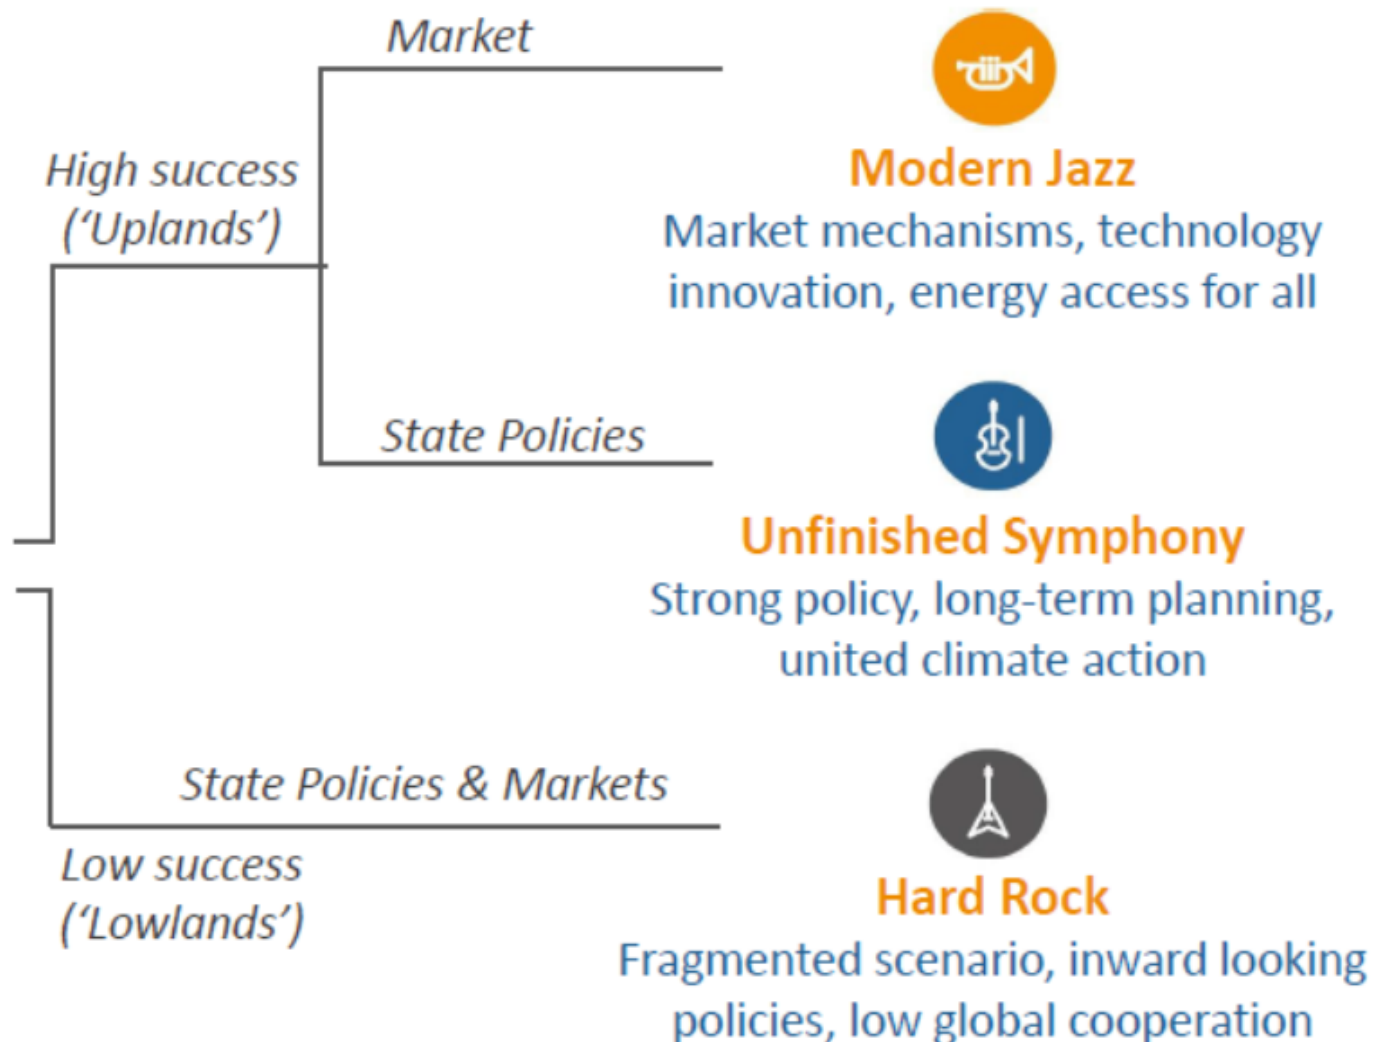 Market
High success
(‘Uplands’)
Modern Jazz
Market mechanisms, technology
innovation, energy access for all
State Policies
Unfinished Symphony
Strong policy, long-term planning,
united climate action
State Policies & Markets
Low success
(‘Lowlands’)
Hard Rock
Fragmented scenario, inward looking
policies, low global cooperation